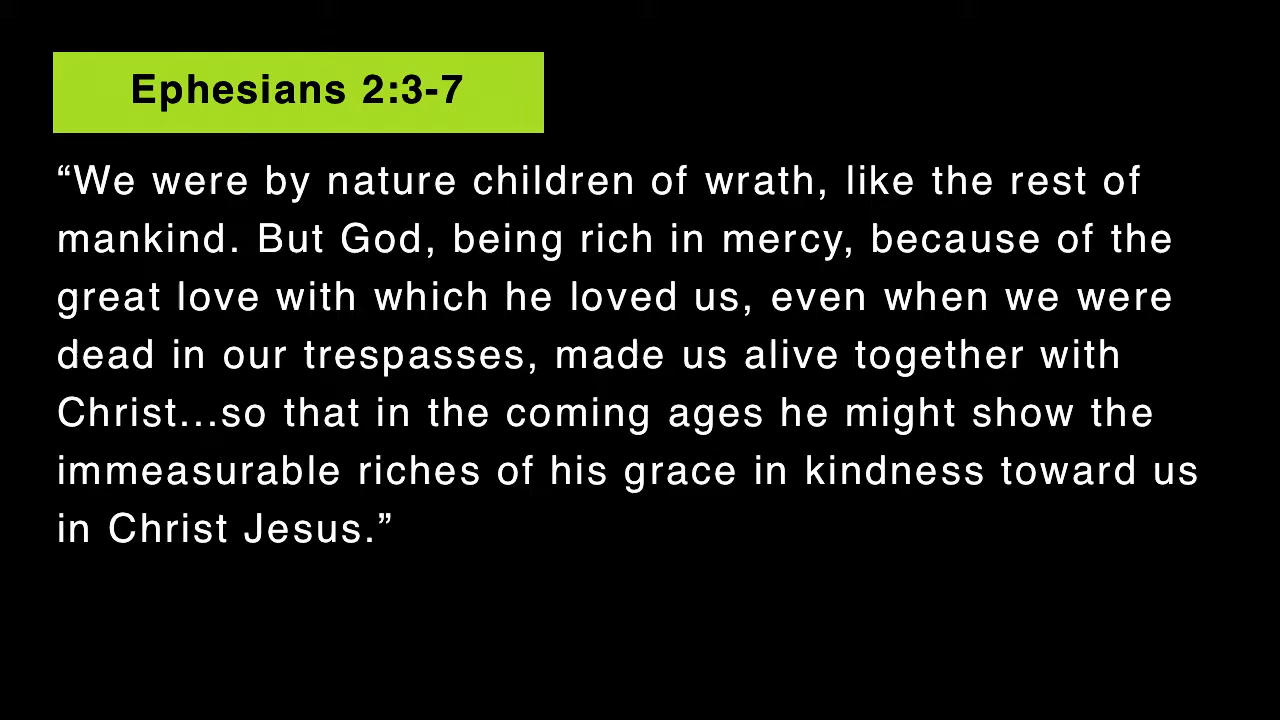 Ephesians 2:3-7
“We were by nature children of wrath, like the rest of
mankind. But God, being rich in mercy, because of the
great love with which he loved us, even when we were
dead in our trespasses, made us alive together with
Christ...so that in the coming ages he might show the
immeasurable riches of his grace in kindness toward us
in Christ Jesus.”